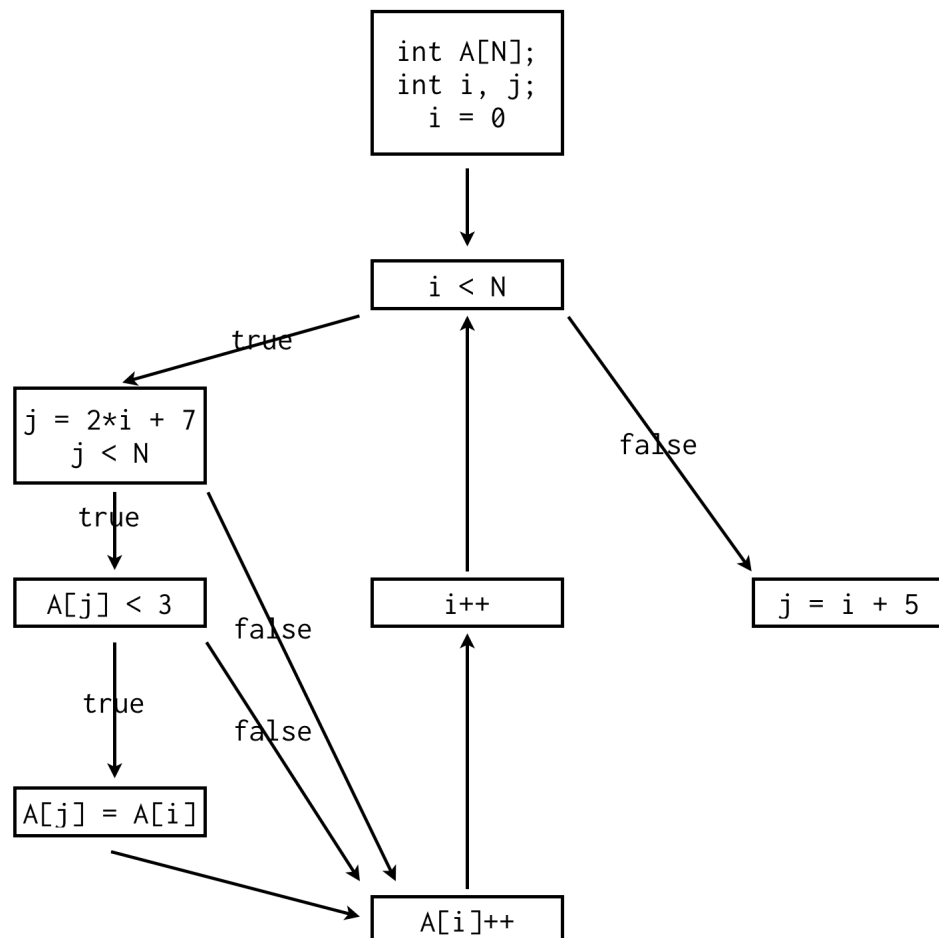 int A[N];
int i, j;
i = 0
i < N
true
j = 2*i + 7
j < N
false
true
A[j] < 3
i++
j = i + 5
false
true
false
A[j] = A[i]
A[i]++